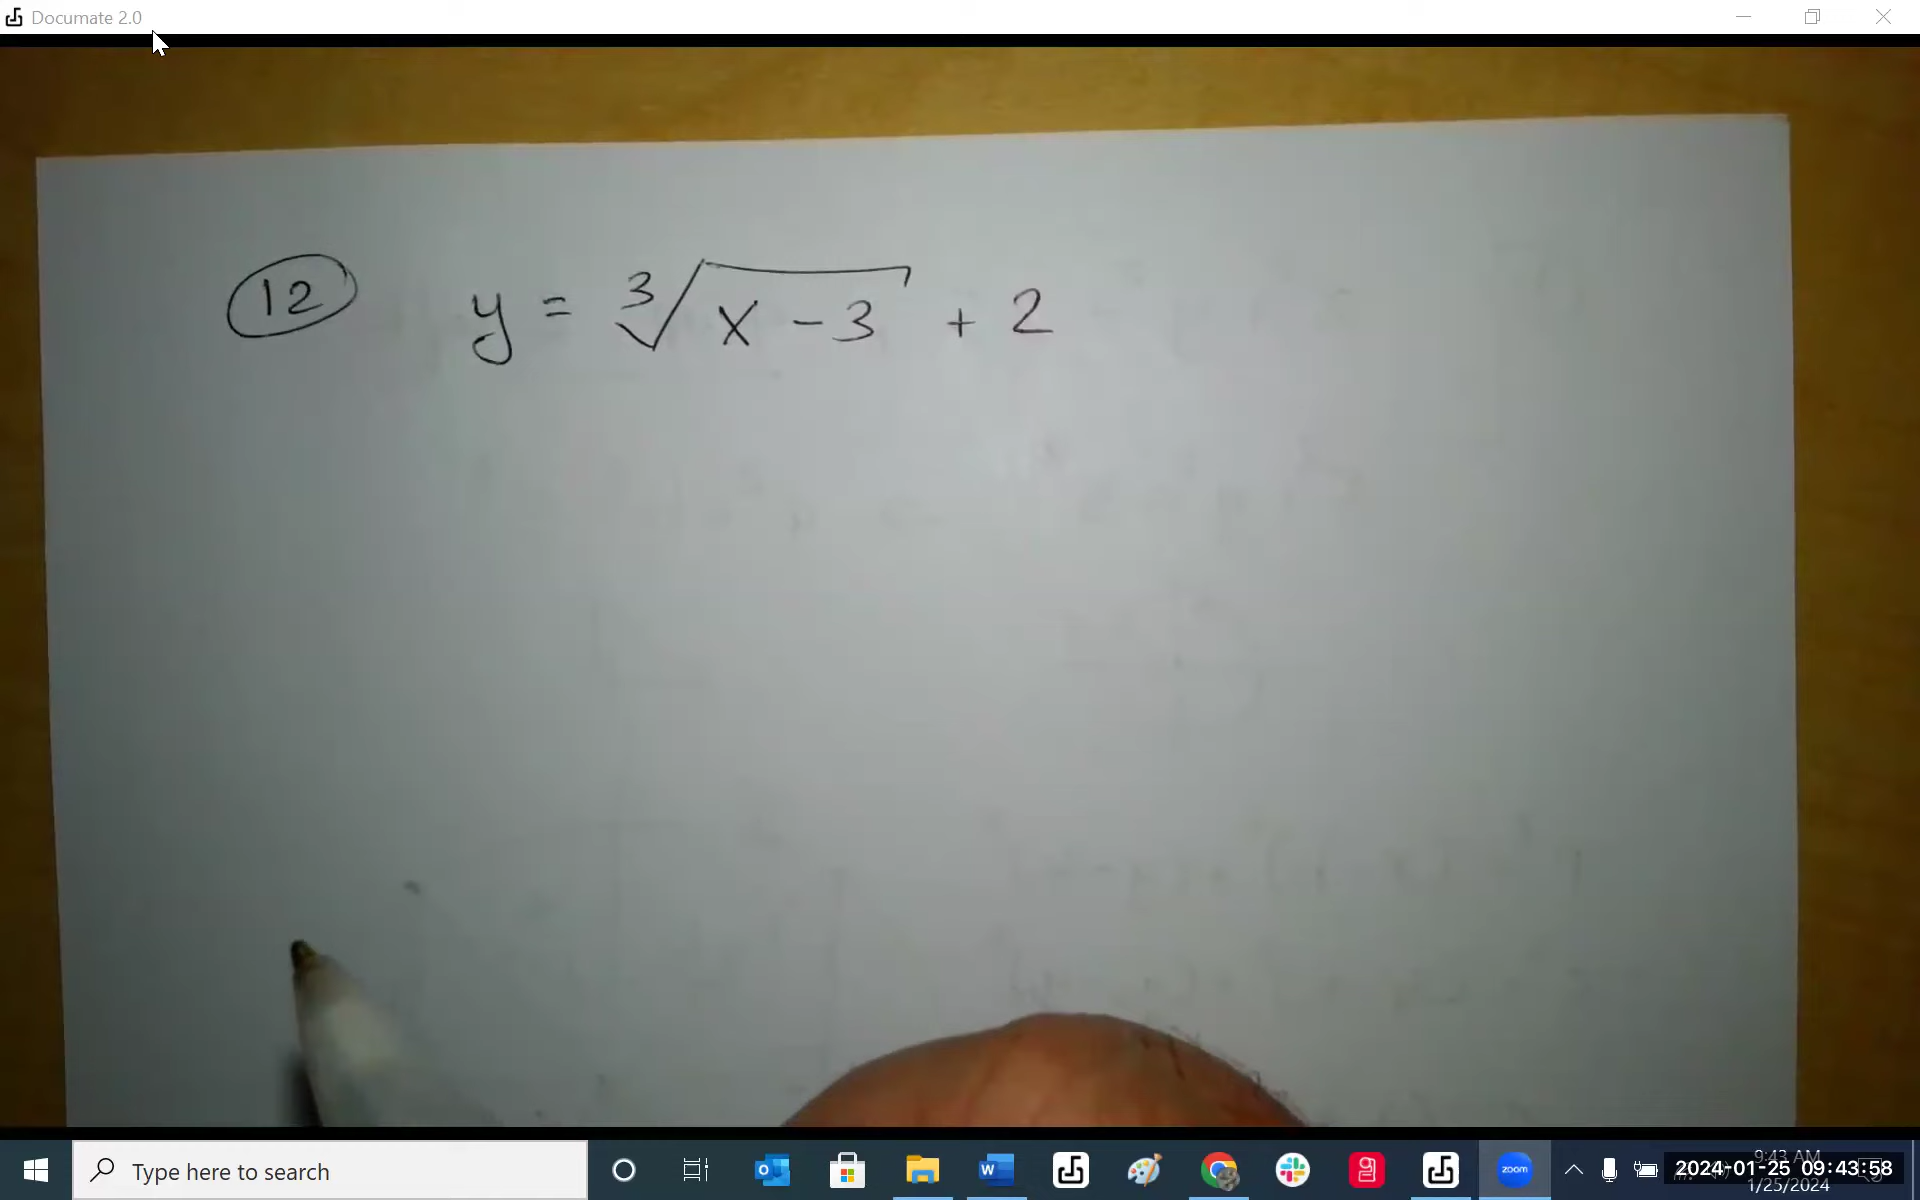 Documate 2.0
12 y = ∛(x - 3) + 2
Type here to search
9:43 AM
2024-01-25 09:43:58
1/25/2024